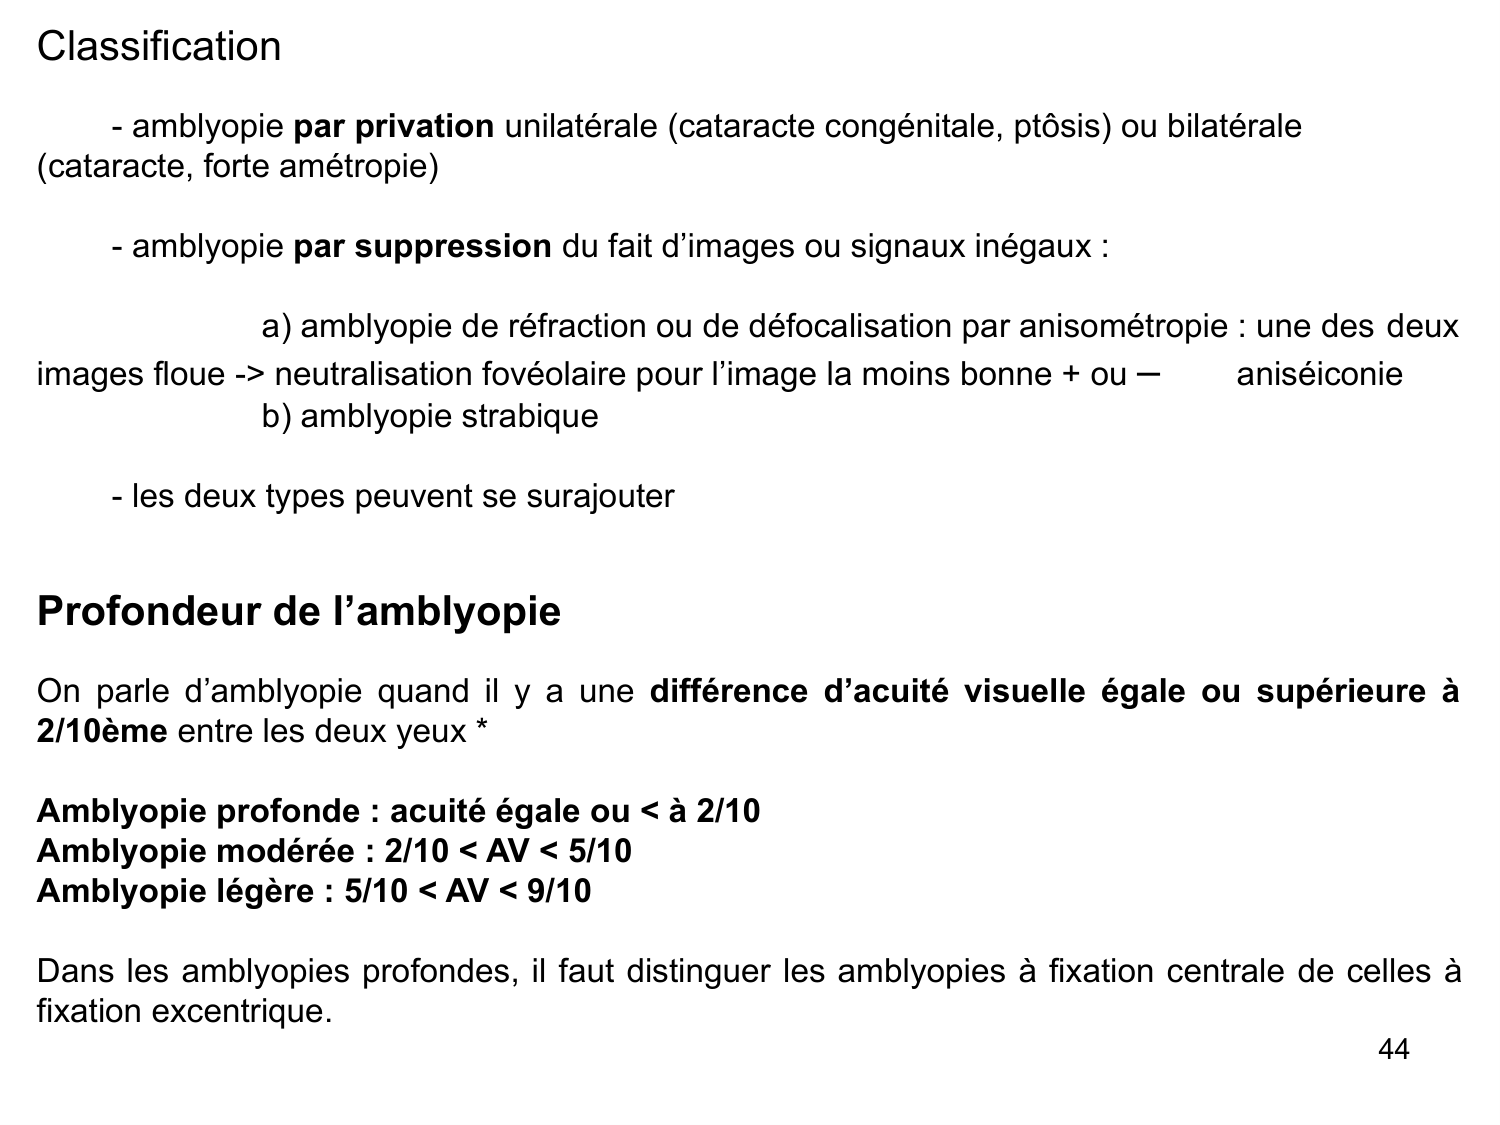 Classification
- amblyopie par privation unilatérale (cataracte congénitale, ptôsis) ou bilatérale
(cataracte, forte amétropie)
- amblyopie par suppression du fait d’images ou signaux inégaux :
a) amblyopie de réfraction ou de défocalisation par anisométropie : une des deux
images floue -> neutralisation fovéolaire pour l’image la moins bonne + ou – aniséiconie
b) amblyopie strabique
- les deux types peuvent se surajouter
Profondeur de l’amblyopie
On parle d’amblyopie quand il y a une différence d’acuité visuelle égale ou supérieure à
2/10ème entre les deux yeux *
Amblyopie profonde : acuité égale ou < à 2/10
Amblyopie modérée : 2/10 < AV < 5/10
Amblyopie légère : 5/10 < AV < 9/10
Dans les amblyopies profondes, il faut distinguer les amblyopies à fixation centrale de celles à
fixation excentrique.
44